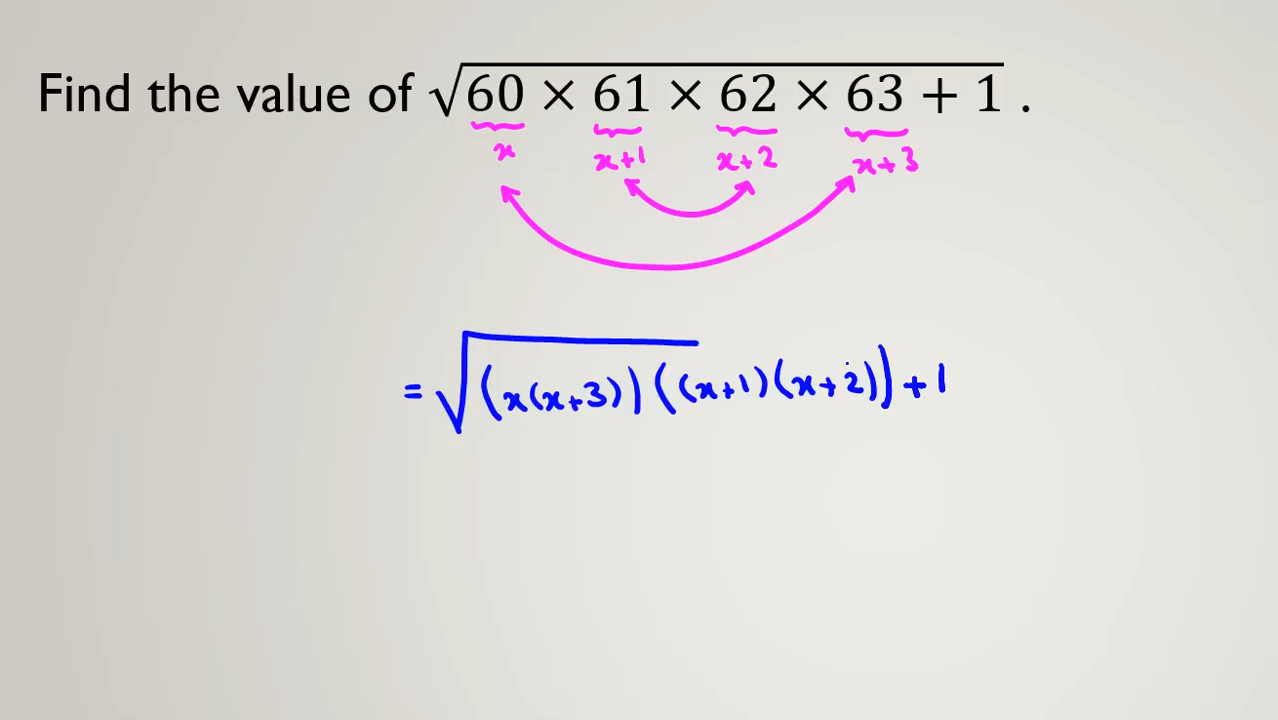 Find the value of √60 × 61 × 62 × 63 + 1 .
x x+1 x+2 x+3
= √(x(x+3))((x+1)(x+2))+1